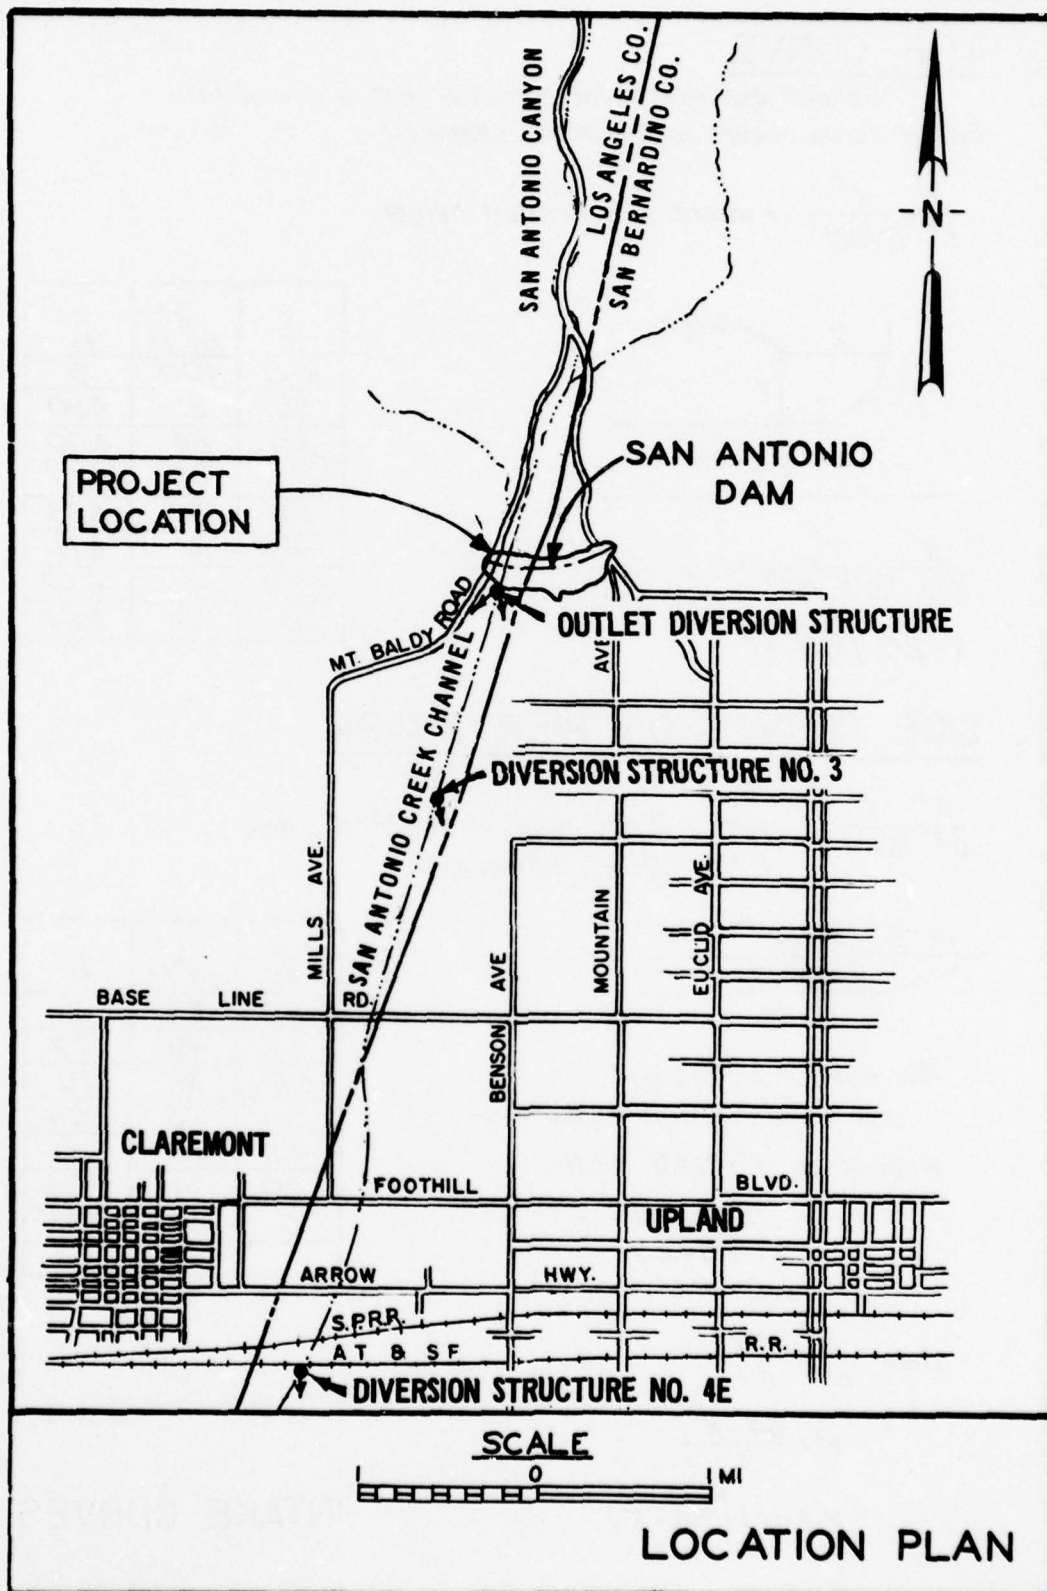 SAN ANTONIO CANYON
LOS ANGELES CO.
SAN BERNARDINO CO.
-N-
PROJECT
LOCATION
SAN ANTONIO
DAM
MT. BALDY ROAD
OUTLET DIVERSION STRUCTURE
AVE
SAN ANTONIO CREEK CHANNEL
DIVERSION STRUCTURE NO. 3
MILLS AVE.
BENSON AVE
MOUNTAIN
EUCLID AVE.
BASE LINE RD.
CLAREMONT
FOOTHILL BLVD.
UPLAND
ARROW HWY.
S.P.R.R.
A T & S F R.R.
DIVERSION STRUCTURE NO. 4E
SCALE
1 0 1 MI
LOCATION PLAN